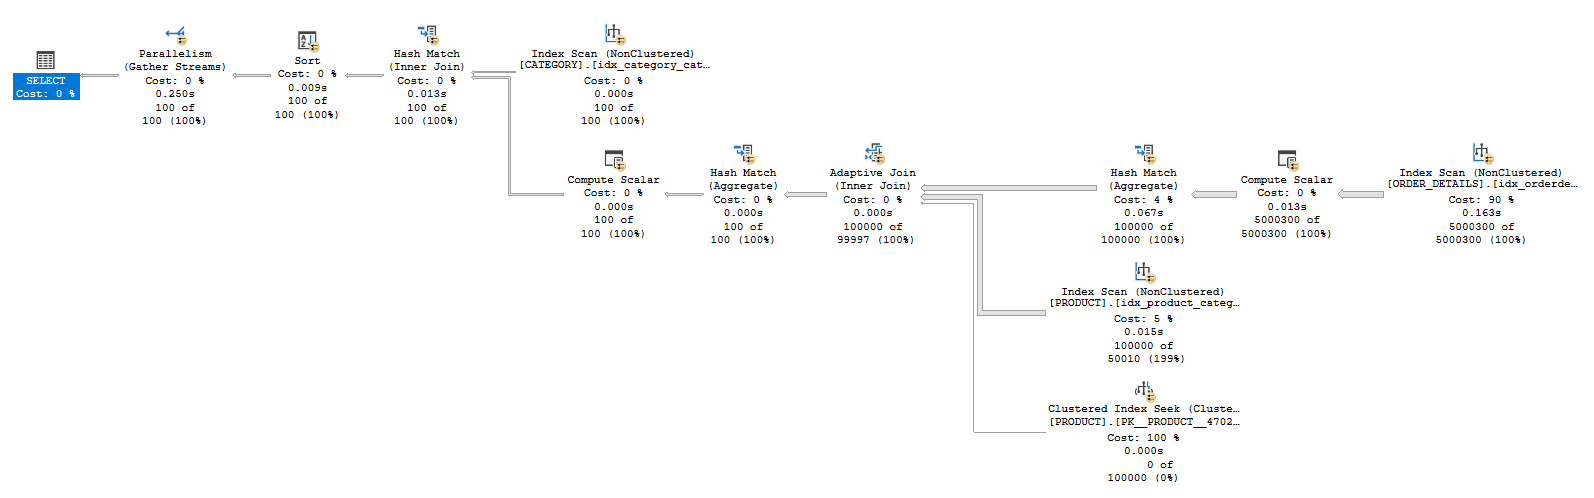 SELECT
Cost: 0 %
Parallelism
(Gather Streams)
Cost: 0 %
0.250s
100 of
100 (100%)
Sort
Cost: 0 %
0.009s
100 of
100 (100%)
Hash Match
(Inner Join)
Cost: 0 %
0.013s
100 of
100 (100%)
Index Scan (NonClustered)
[CATEGORY].[idx_category_cat…
Cost: 0 %
0.000s
100 of
100 (100%)
Compute Scalar
Cost: 0 %
0.000s
100 of
100 (100%)
Hash Match
(Aggregate)
Cost: 0 %
0.000s
100 of
100 (100%)
Adaptive Join
(Inner Join)
Cost: 0 %
0.000s
100000 of
99997 (100%)
Hash Match
(Aggregate)
Cost: 4 %
0.067s
100000 of
100000 (100%)
Compute Scalar
Cost: 0 %
0.013s
5000300 of
5000300 (100%)
Index Scan (NonClustered)
[ORDER_DETAILS].[idx_orderde…
Cost: 90 %
0.163s
5000300 of
5000300 (100%)
Index Scan (NonClustered)
[PRODUCT].[idx_product_categ…
Cost: 5 %
0.015s
100000 of
50010 (199%)
Clustered Index Seek (Cluste…
[PRODUCT].[PK__PRODUCT__4702…
Cost: 100 %
0.000s
0 of
100000 (0%)